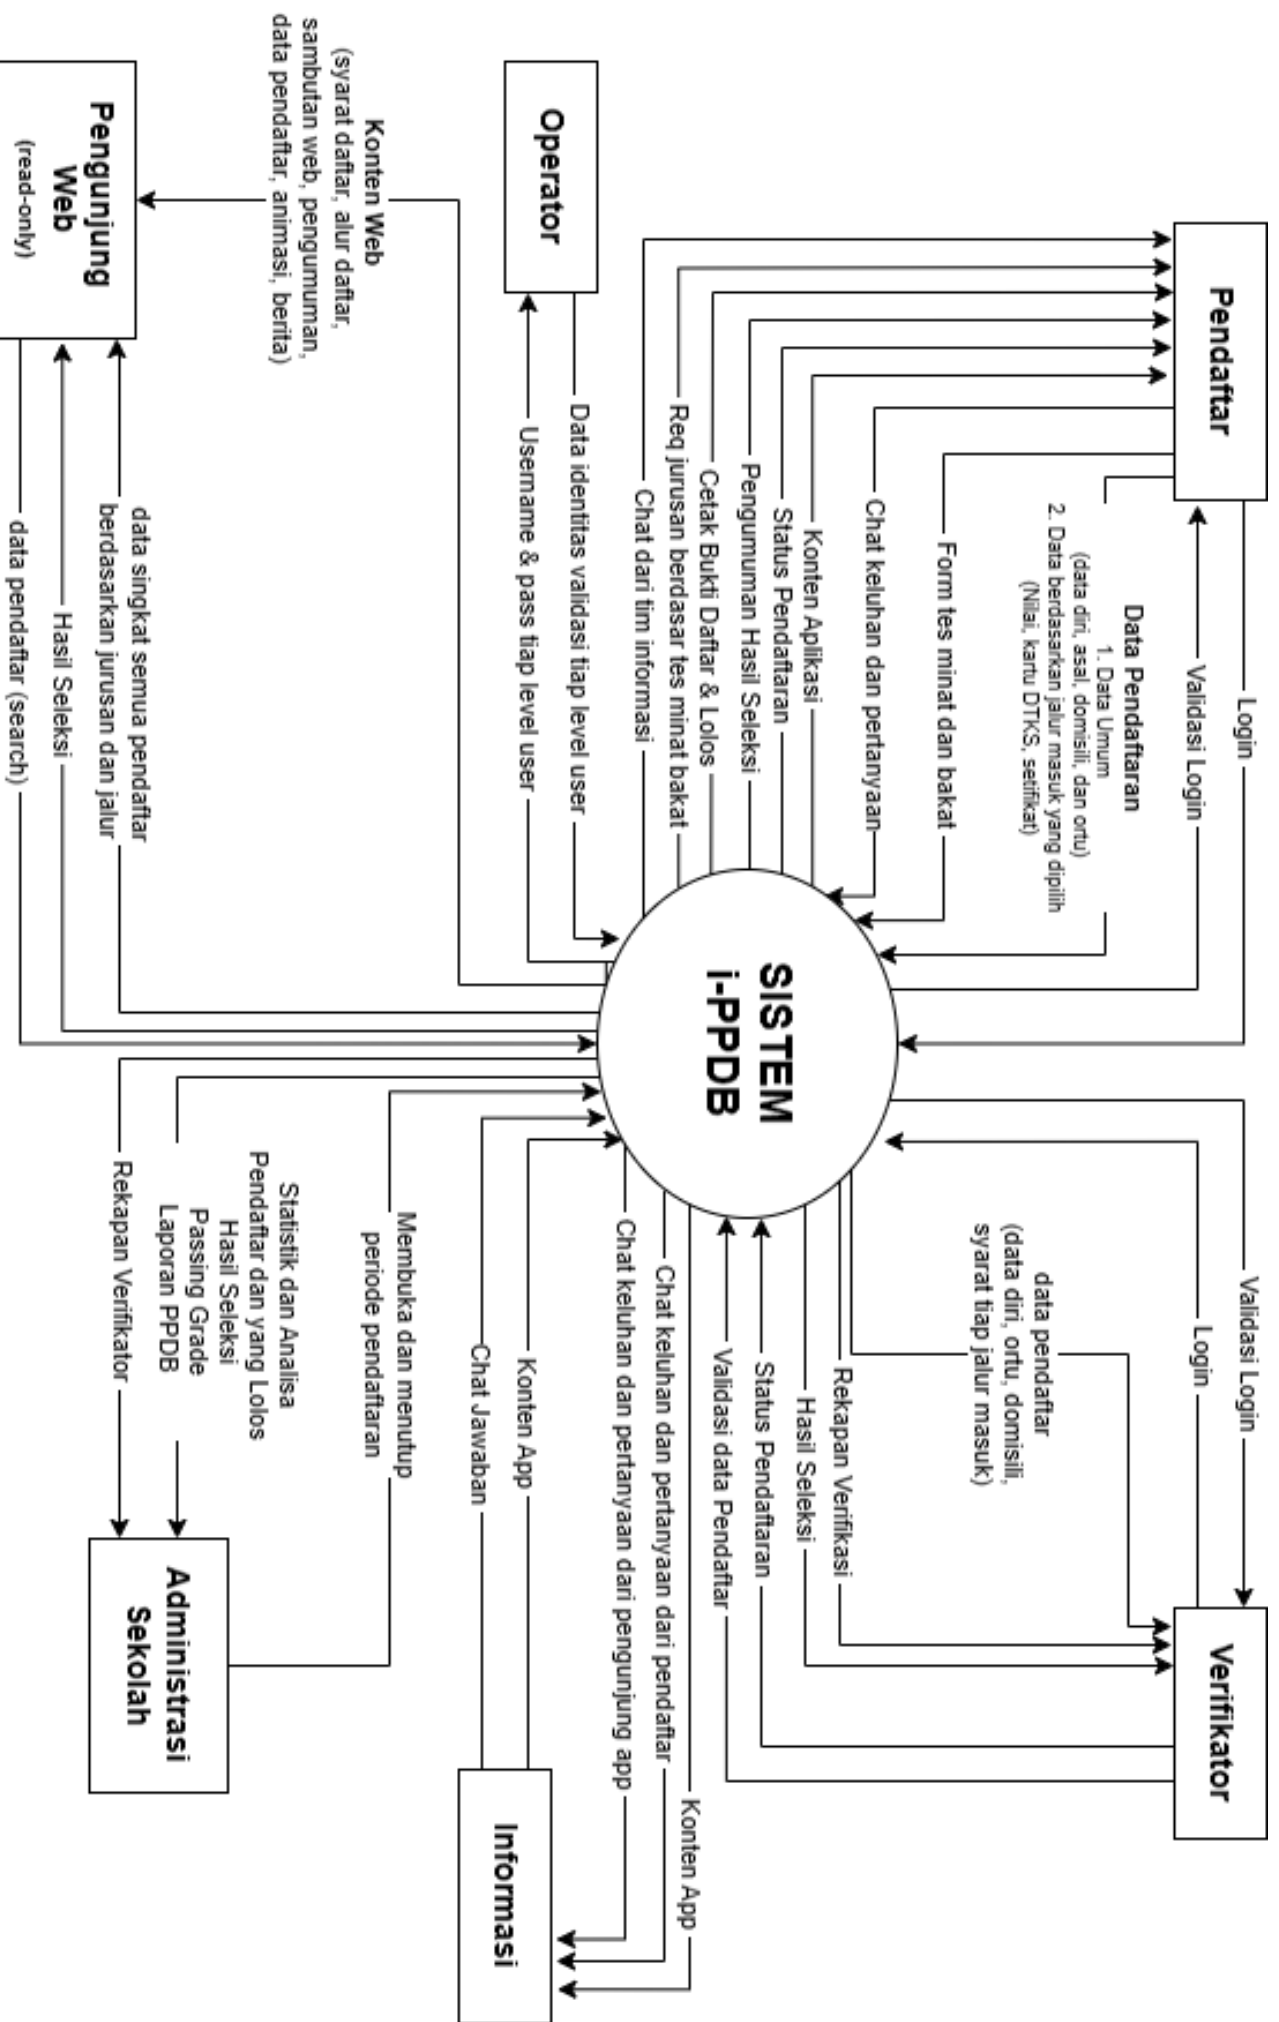 Pendaftar
Login
Validasi Login
Data Pendaftaran
1. Data Umum
(data diri, asal, domisili, dan ortu)
2. Data berdasarkan jalur masuk yang dipilih
(Nilai, kartu DTKS, setifikat)
Form tes minat dan bakat
Chat keluhan dan pertanyaan
Konten Aplikasi
Status Pendaftaran
Pengumuman Hasil Seleksi
Cetak Bukti Daftar & Lolos
Req jurusan berdasar tes minat bakat
Chat dari tim informasi
Operator
Data identitas validasi tiap level user
Username & pass tiap level user
Konten Web
(syarat daftar, alur daftar,
sambutan web, pengumuman,
data pendaftar, animasi, berita)
Pengunjung
Web
(read-only)
data singkat semua pendaftar
berdasarkan jurusan dan jalur
Hasil Seleksi
data pendaftar (search)
SISTEM
i-PPDB
Validasi Login
Login
data pendaftar
(data diri, ortu, domisili,
syarat tiap jalur masuk)
Rekapan Verifikasi
Hasil Seleksi
Status Pendaftaran
Validasi data Pendaftar
Verifikator
Konten App
Chat keluhan dan pertanyaan dari pendaftar
Chat keluhan dan pertanyaan dari pengunjung app
Konten App
Chat Jawaban
Informasi
Membuka dan menutup
periode pendaftaran
Statistik dan Analisa
Pendaftar dan yang Lolos
Hasil Seleksi
Passing Grade
Laporan PPDB
Rekapan Verifikator
Administrasi
Sekolah